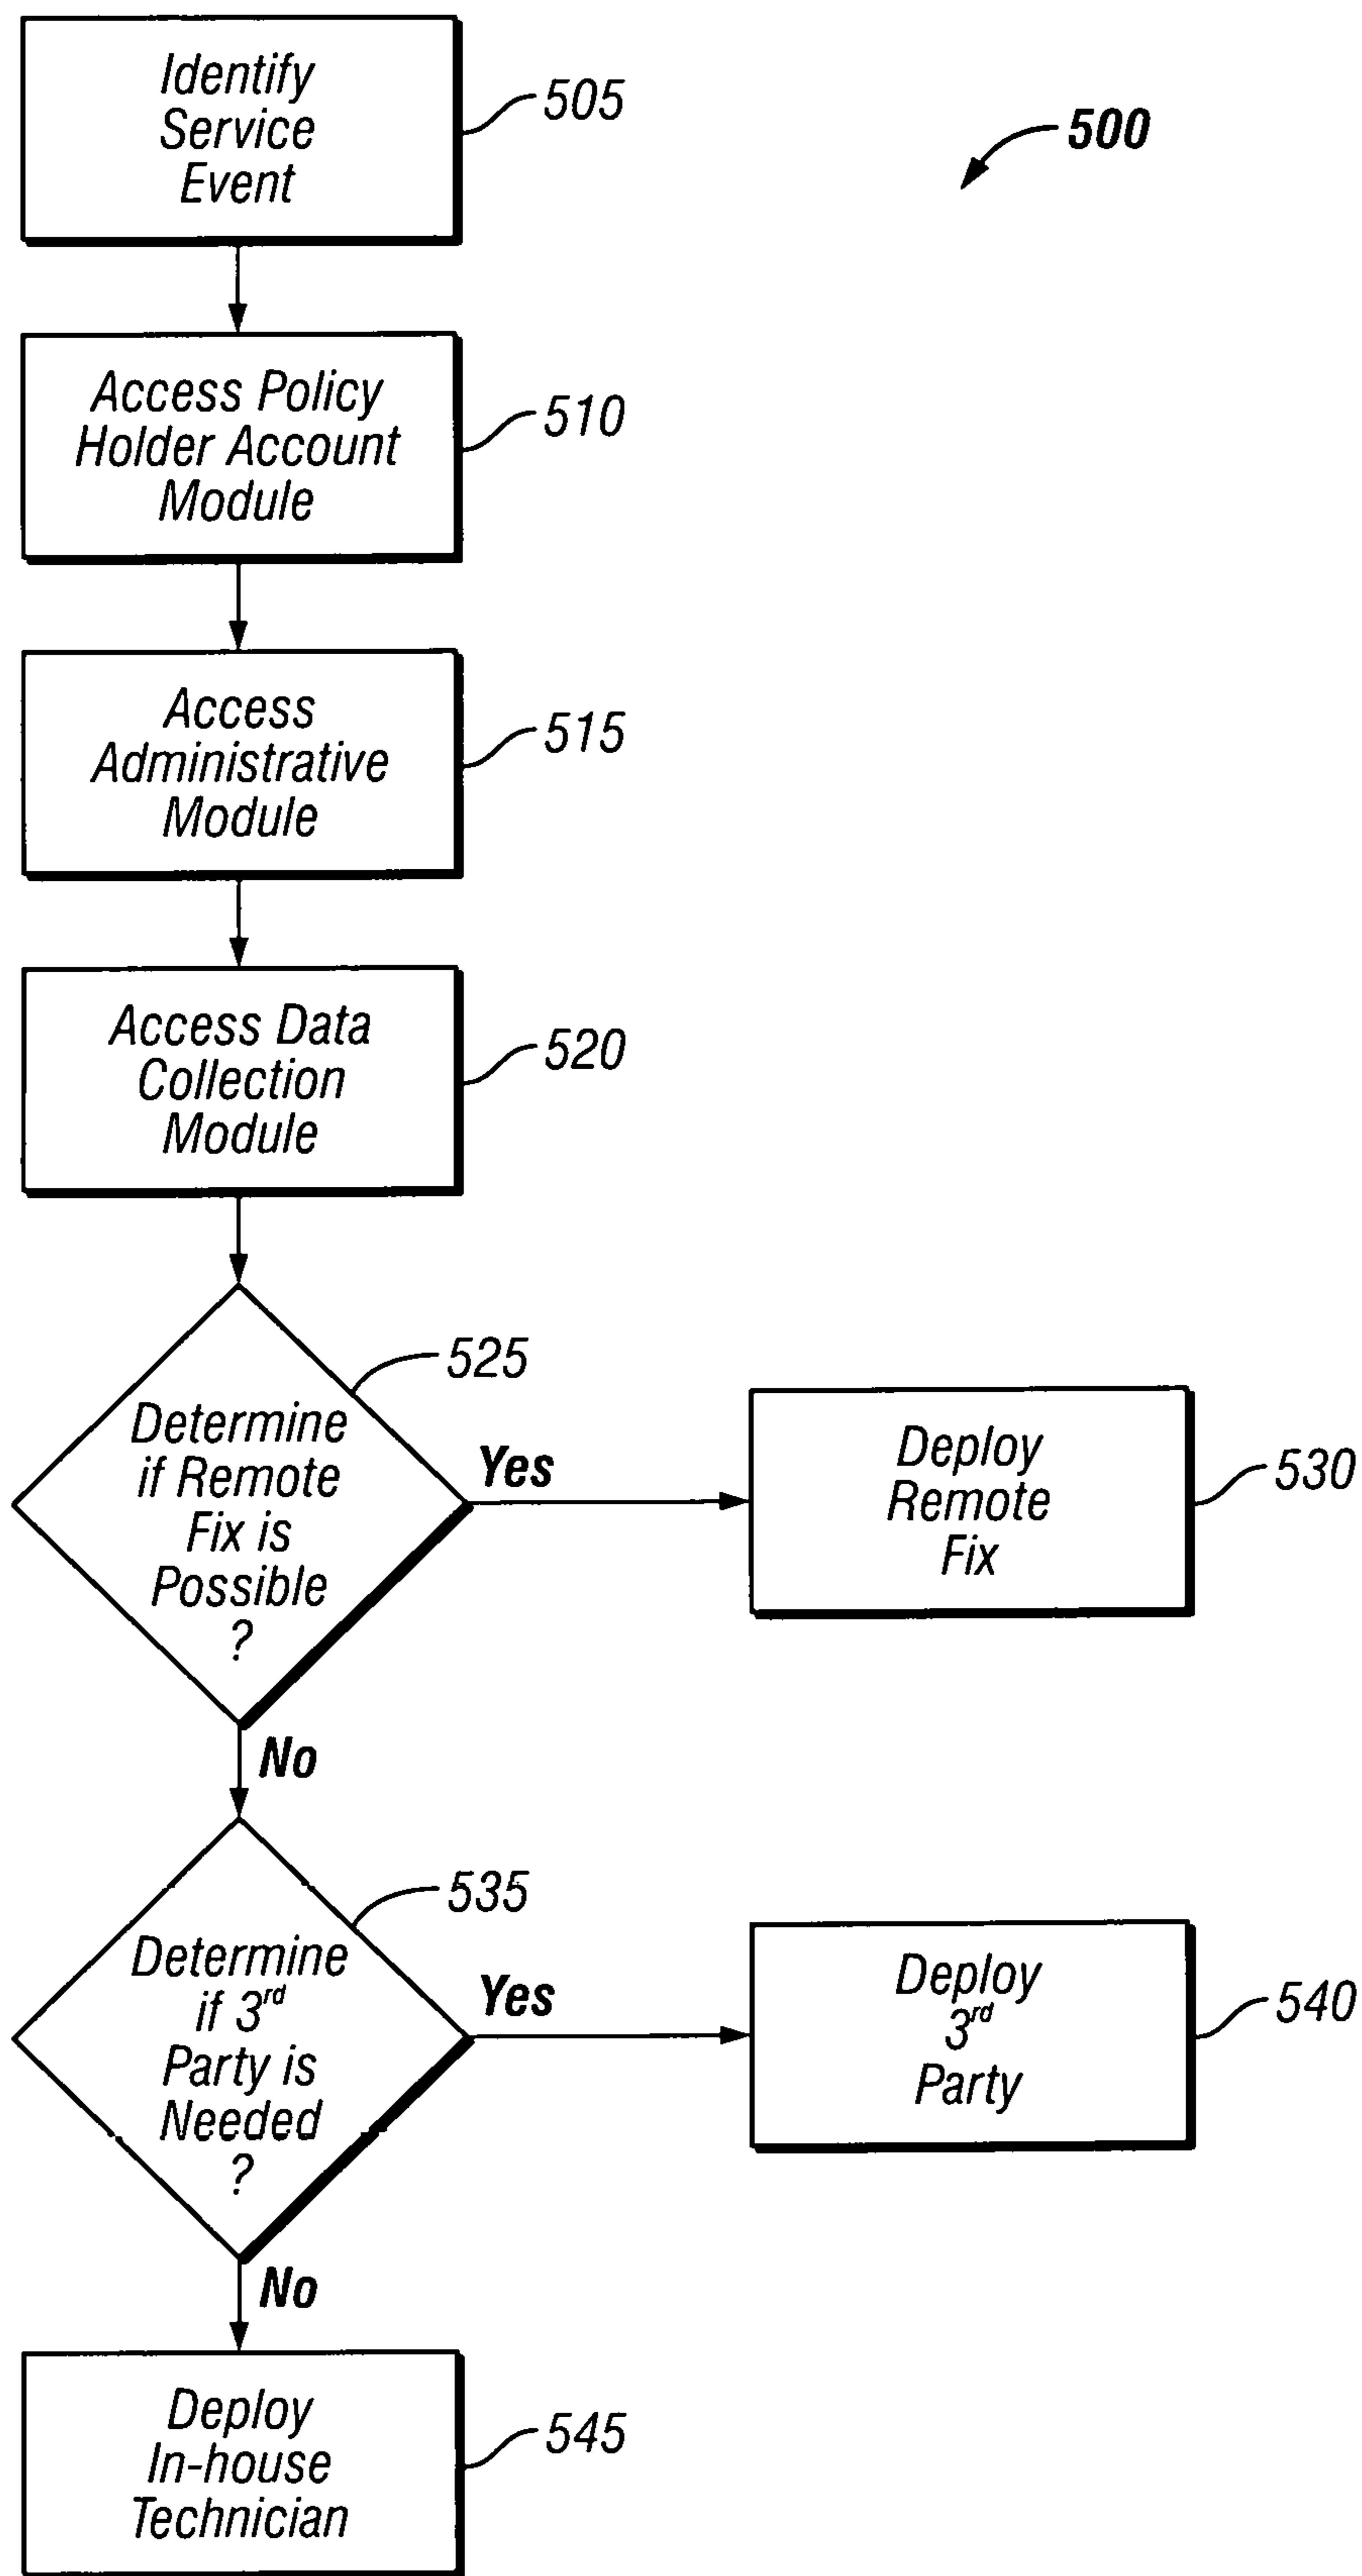 Identify
Service
Event
505
500
Access Policy
Holder Account
Module
510
Access
Administrative
Module
515
Access Data
Collection
Module
520
525
Determine
if Remote
Fix is
Possible
?
Yes
Deploy
Remote
Fix
530
No
535
Determine
if 3rd
Party is
Needed
?
Yes
Deploy
3rd
Party
540
No
Deploy
In-house
Technician
545